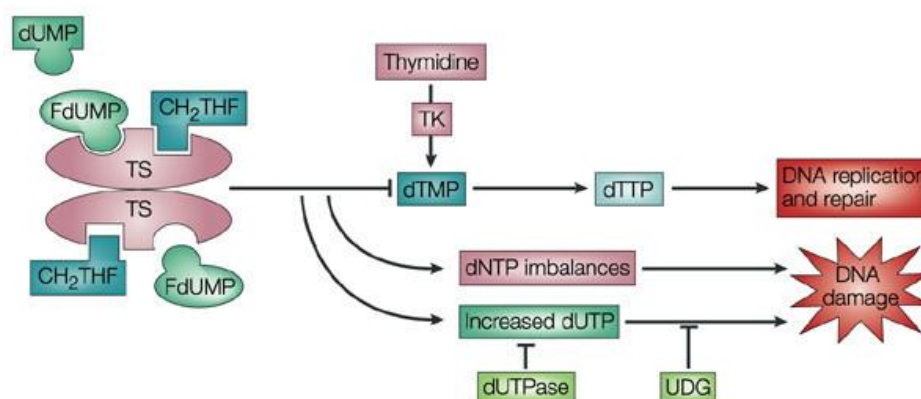 dUMP
Thymidine
FdUMP
CH2THF
TK
TS
TS
dTMP
dTTP
DNA replication
and repair
CH2THF
FdUMP
dNTP imbalances
DNA
damage
Increased dUTP
dUTPase
UDG